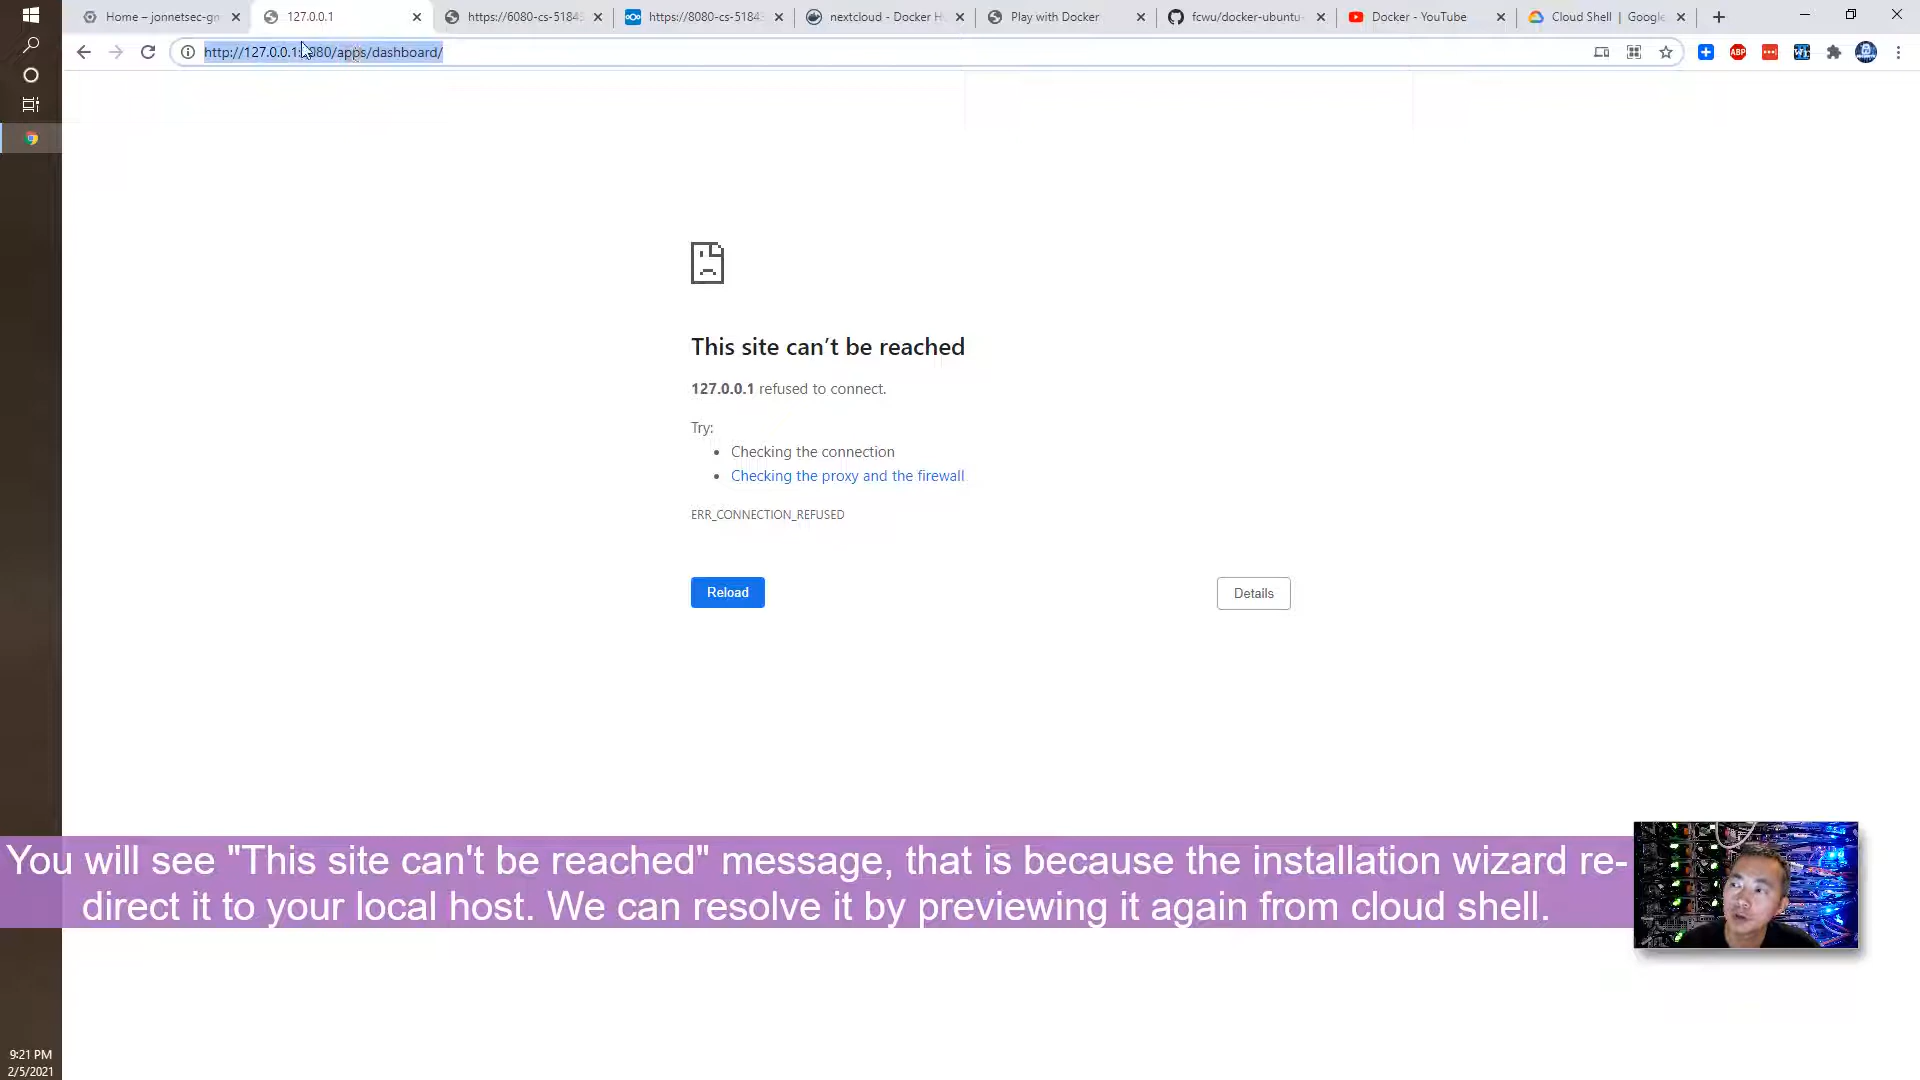 Home – jonnetsec-gm
127.0.0.1
https://6080-cs-51845
https://8080-cs-51845
nextcloud - Docker H
Play with Docker
fcwu/docker-ubuntu-
Docker - YouTube
Cloud Shell | Google
http://127.0.0.1:8080/apps/dashboard/
ABP
This site can’t be reached
127.0.0.1 refused to connect.
Try:
• Checking the connection
• Checking the proxy and the firewall
ERR_CONNECTION_REFUSED
Reload
Details
You will see "This site can't be reached" message, that is because the installation wizard re-
direct it to your local host. We can resolve it by previewing it again from cloud shell.
9:21 PM
2/5/2021